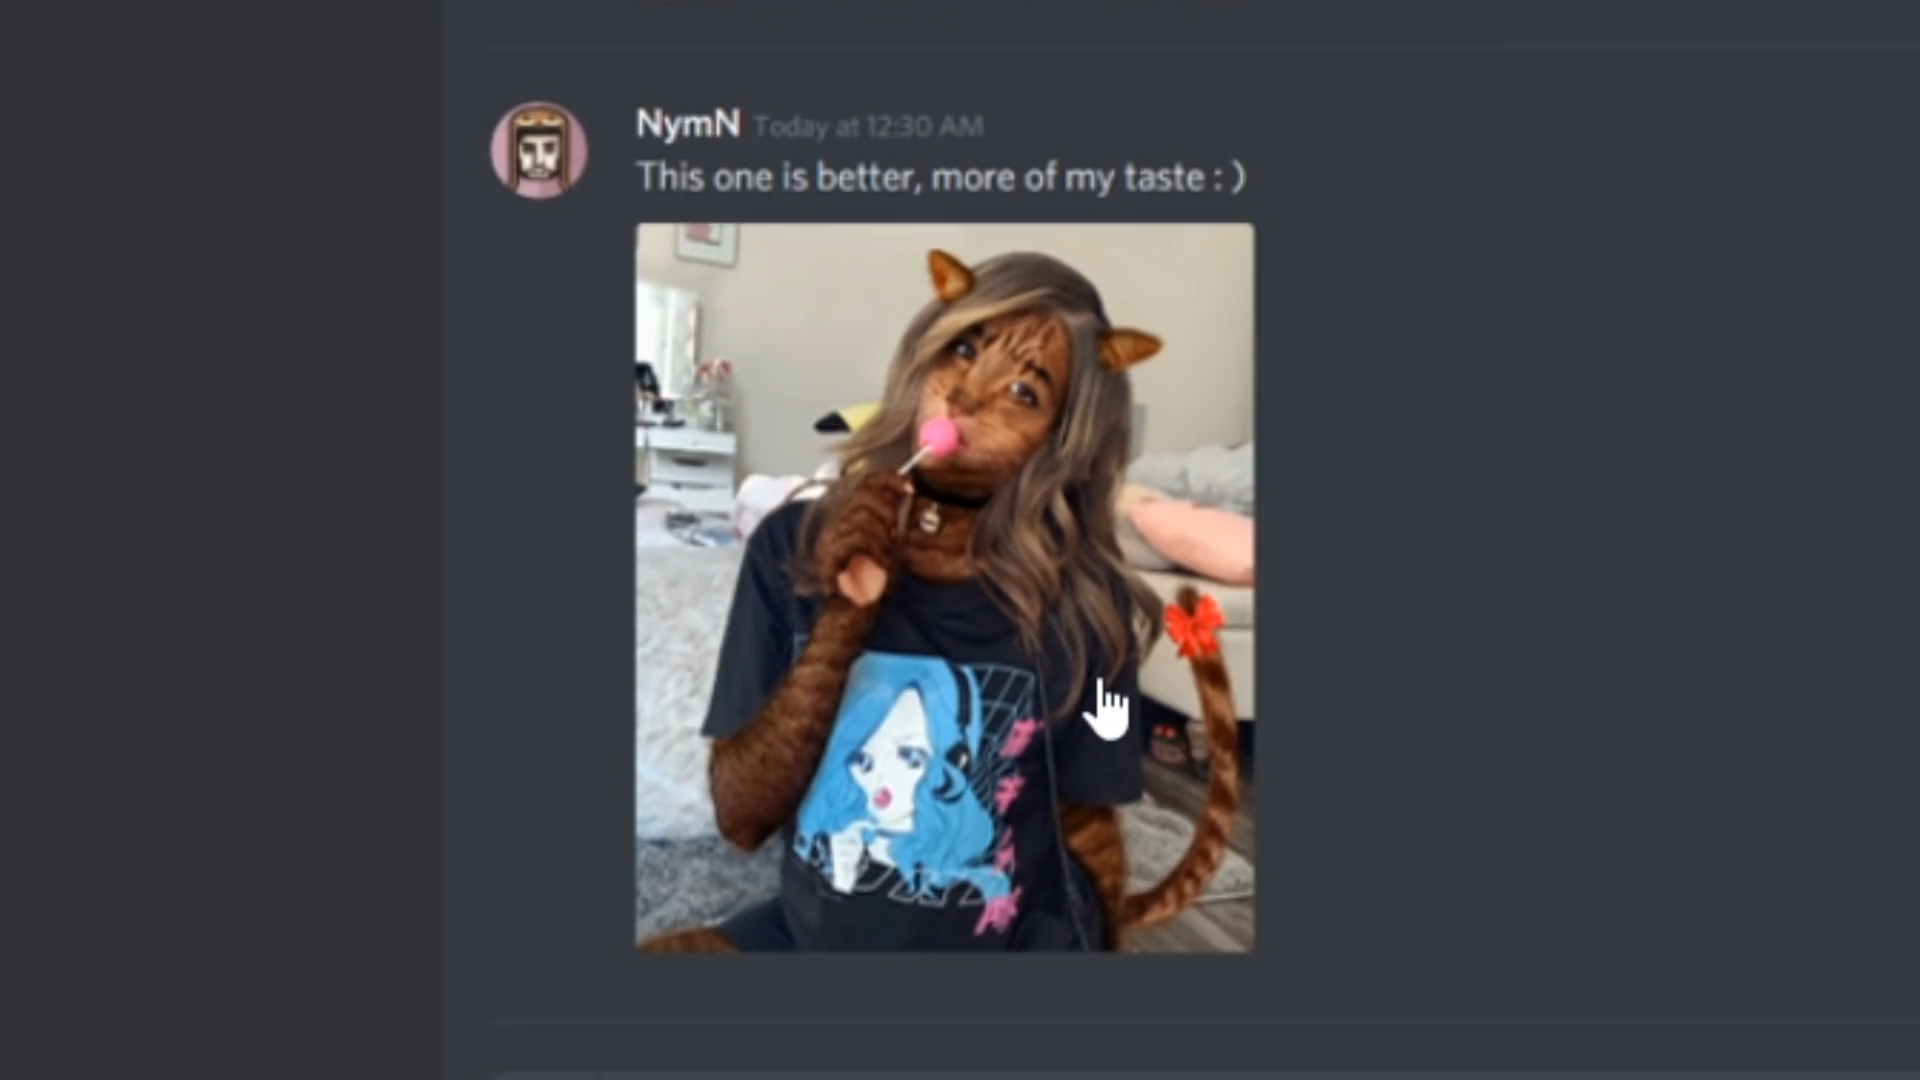 NymN Today at 12:30 AM
This one is better, more of my taste : )